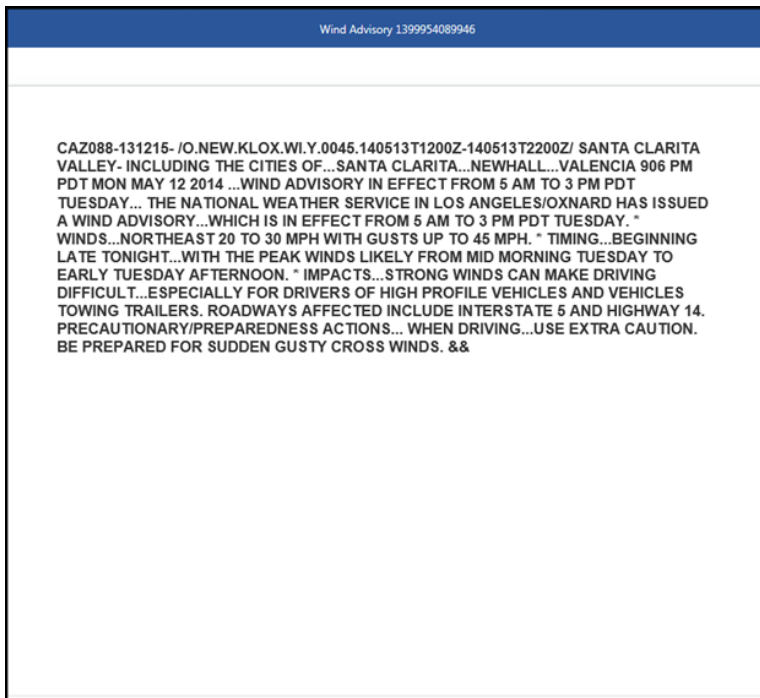 Wind Advisory 1399954089946
CAZ088-131215- /O.NEW.KLOX.WI.Y.0045.140513T1200Z-140513T2200Z/ SANTA CLARITA
VALLEY- INCLUDING THE CITIES OF...SANTA CLARITA...NEWHALL...VALENCIA 906 PM
PDT MON MAY 12 2014 ...WIND ADVISORY IN EFFECT FROM 5 AM TO 3 PM PDT
TUESDAY... THE NATIONAL WEATHER SERVICE IN LOS ANGELES/OXNARD HAS ISSUED
A WIND ADVISORY...WHICH IS IN EFFECT FROM 5 AM TO 3 PM PDT TUESDAY. *
WINDS...NORTHEAST 20 TO 30 MPH WITH GUSTS UP TO 45 MPH. * TIMING...BEGINNING
LATE TONIGHT...WITH THE PEAK WINDS LIKELY FROM MID MORNING TUESDAY TO
EARLY TUESDAY AFTERNOON. * IMPACTS...STRONG WINDS CAN MAKE DRIVING
DIFFICULT...ESPECIALLY FOR DRIVERS OF HIGH PROFILE VEHICLES AND VEHICLES
TOWING TRAILERS. ROADWAYS AFFECTED INCLUDE INTERSTATE 5 AND HIGHWAY 14.
PRECAUTIONARY/PREPAREDNESS ACTIONS... WHEN DRIVING...USE EXTRA CAUTION.
BE PREPARED FOR SUDDEN GUSTY CROSS WINDS. &&